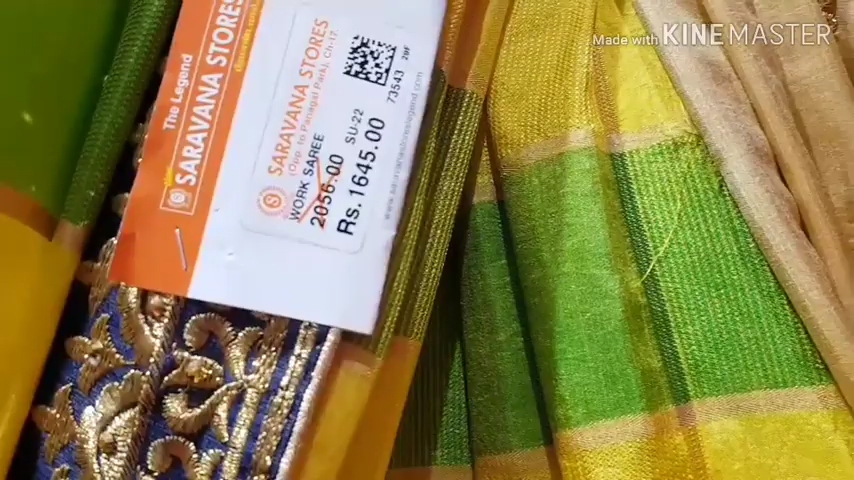 Made with KINEMASTER
The Legend
SARAVANA STORES
SARAVANA STORES
(Opp. to Panagal Park), Ch-17.
WORK SAREE SU-22 29F
2056.00 73543
Rs.1645.00